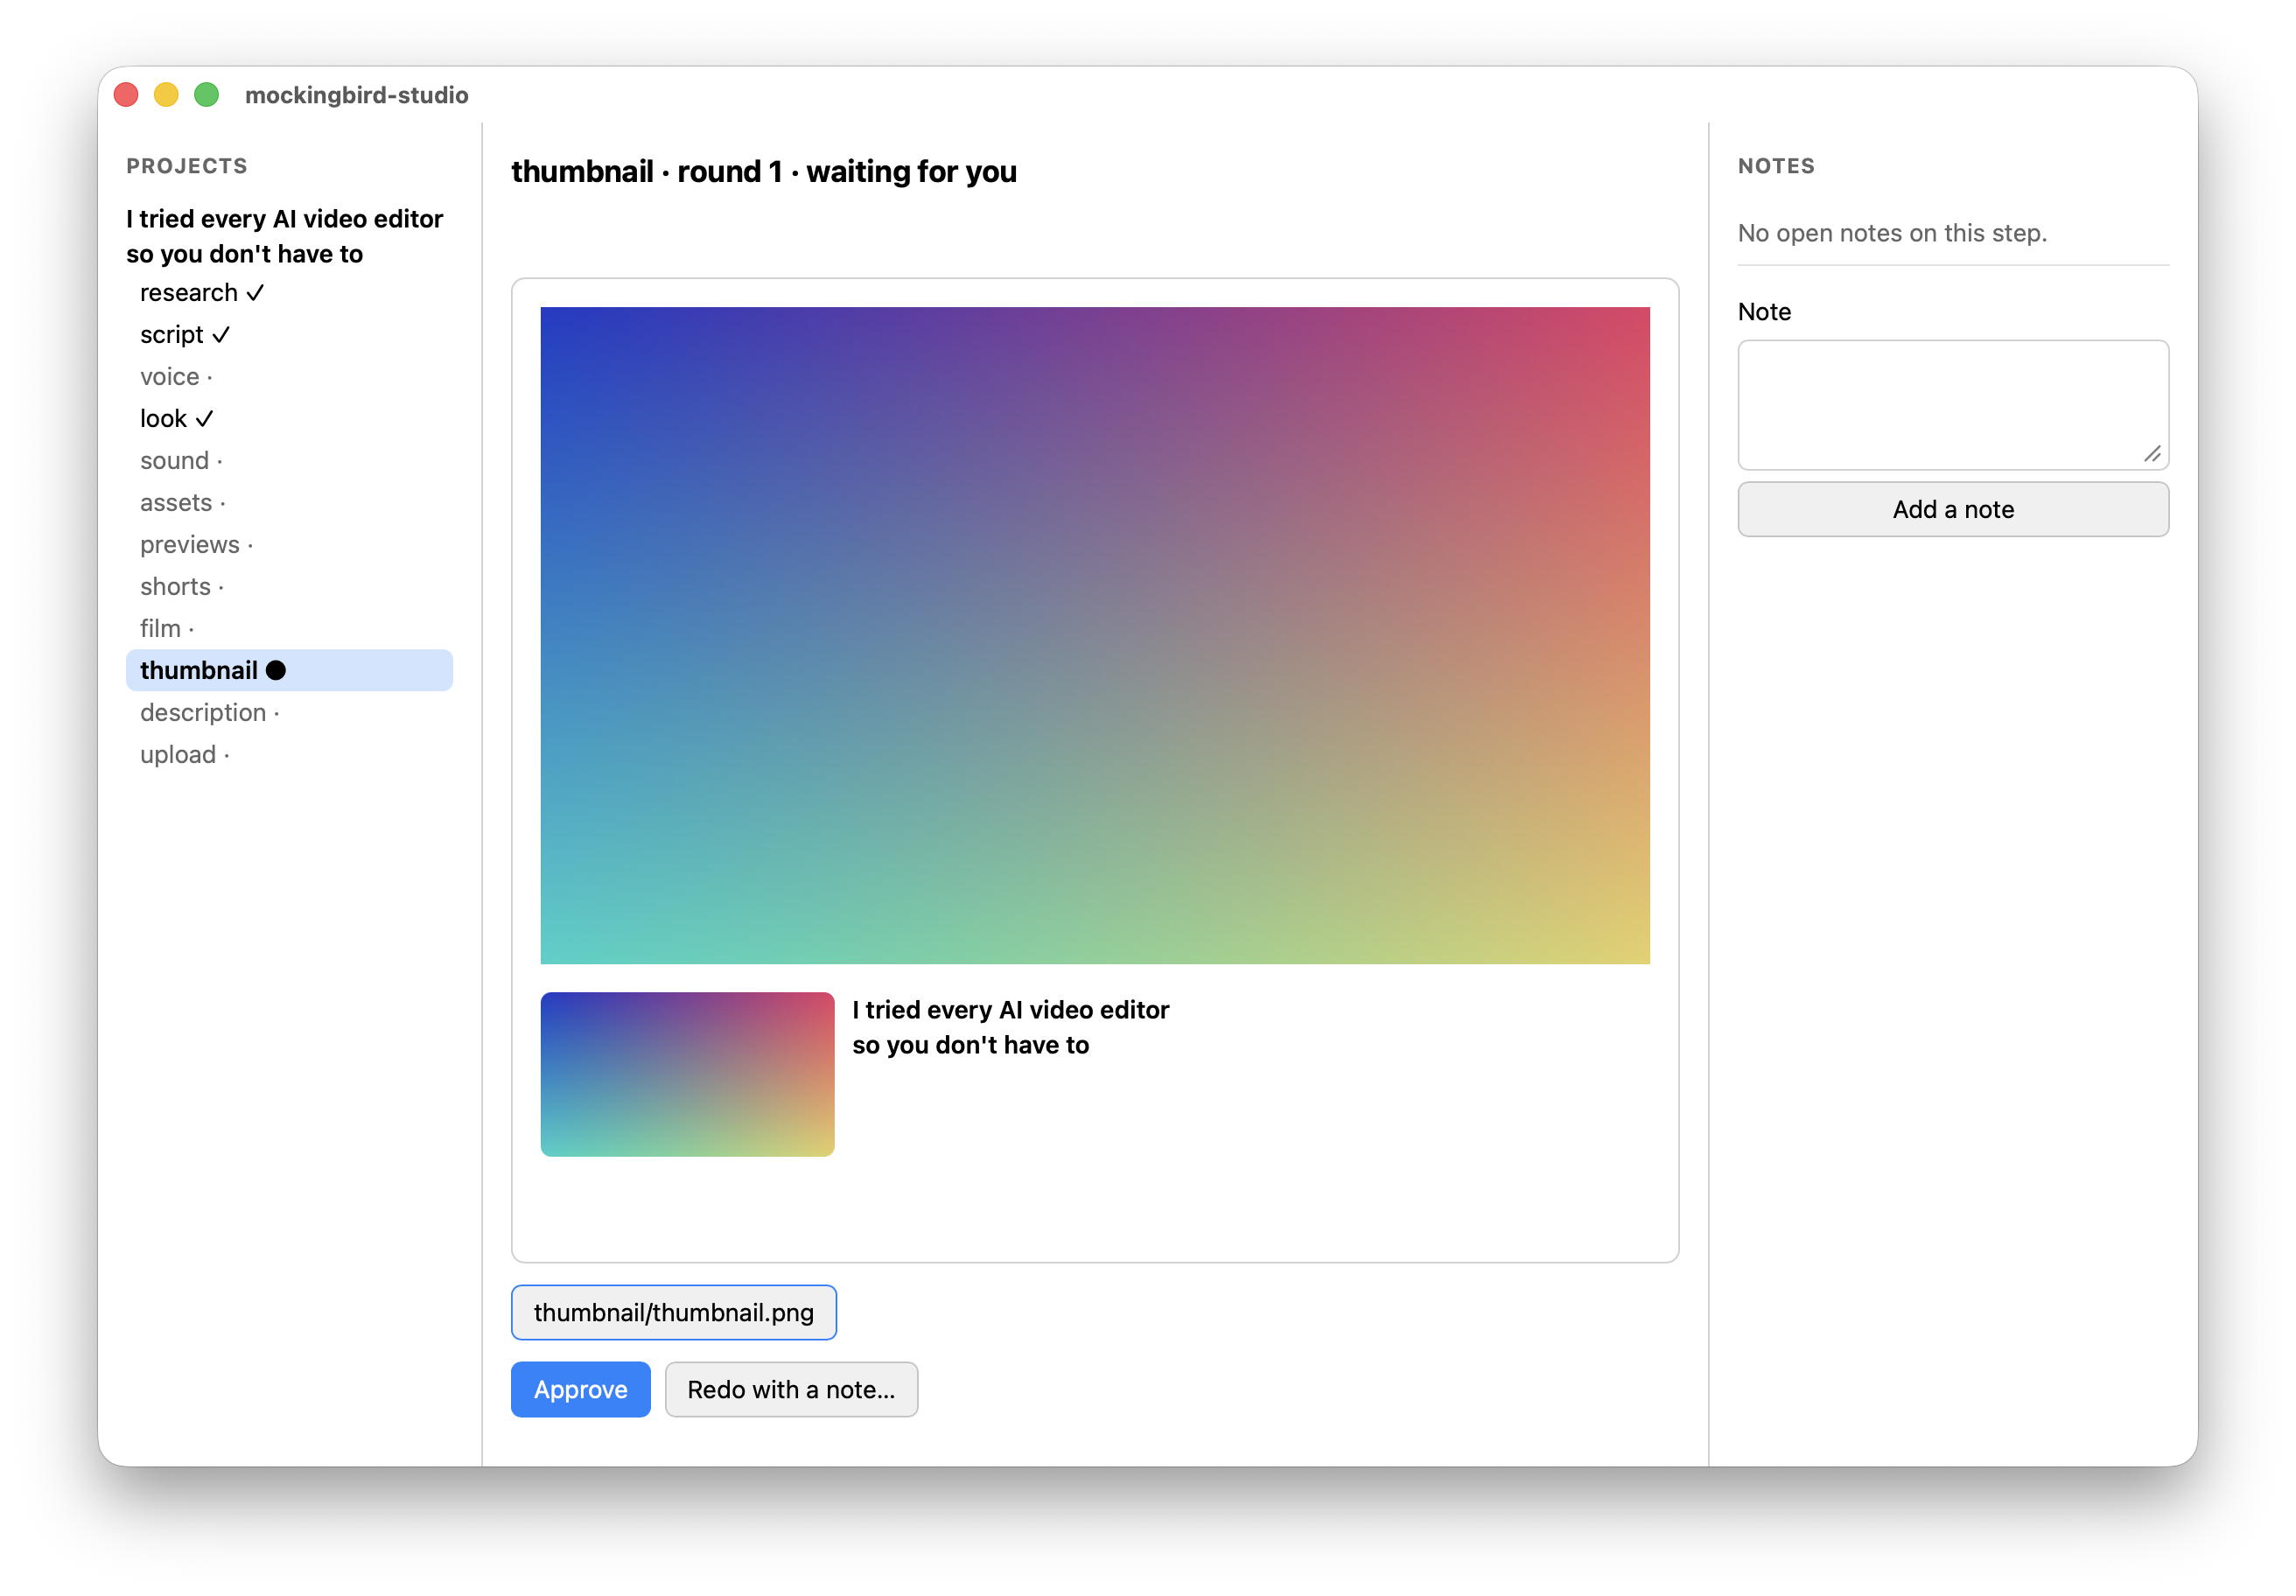 mockingbird-studio
PROJECTS
I tried every AI video editor
so you don't have to
research ✓
script ✓
voice ·
look ✓
sound ·
assets ·
previews ·
shorts ·
film ·
thumbnail ●
description ·
upload ·
thumbnail · round 1 · waiting for you
I tried every AI video editor
so you don't have to
thumbnail/thumbnail.png
Approve
Redo with a note...
NOTES
No open notes on this step.
Note
Add a note